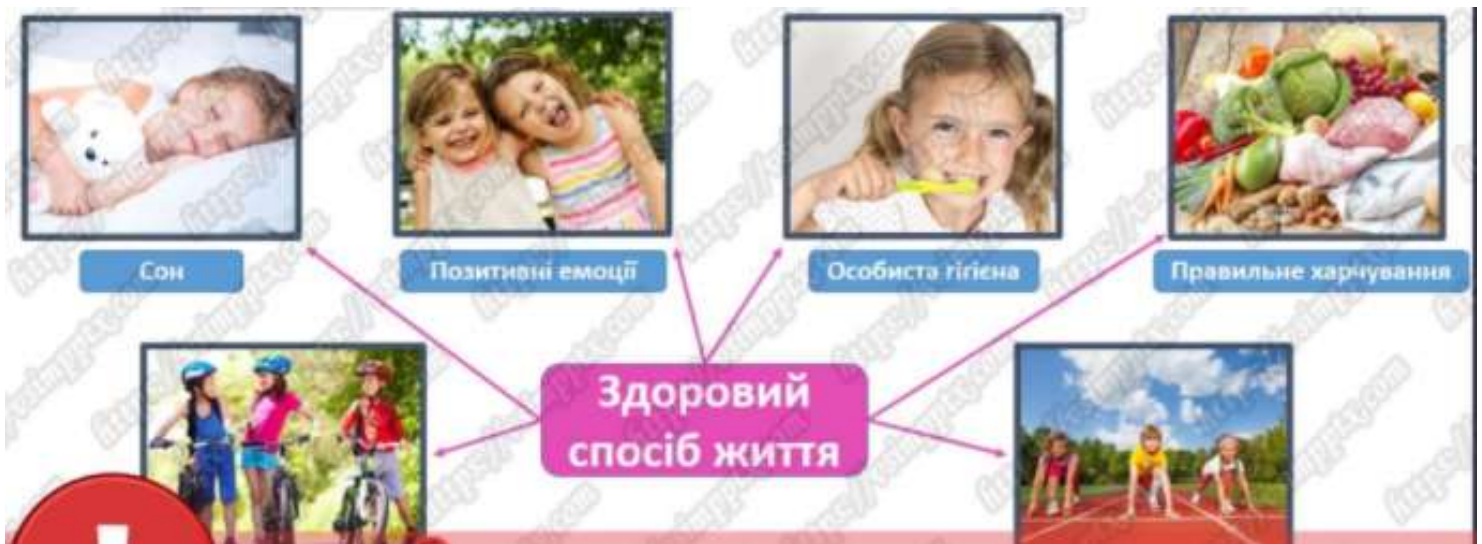 Сон
Позитивні емоції
Особиста гігієна
Правильне харчування
Здоровий
спосіб життя